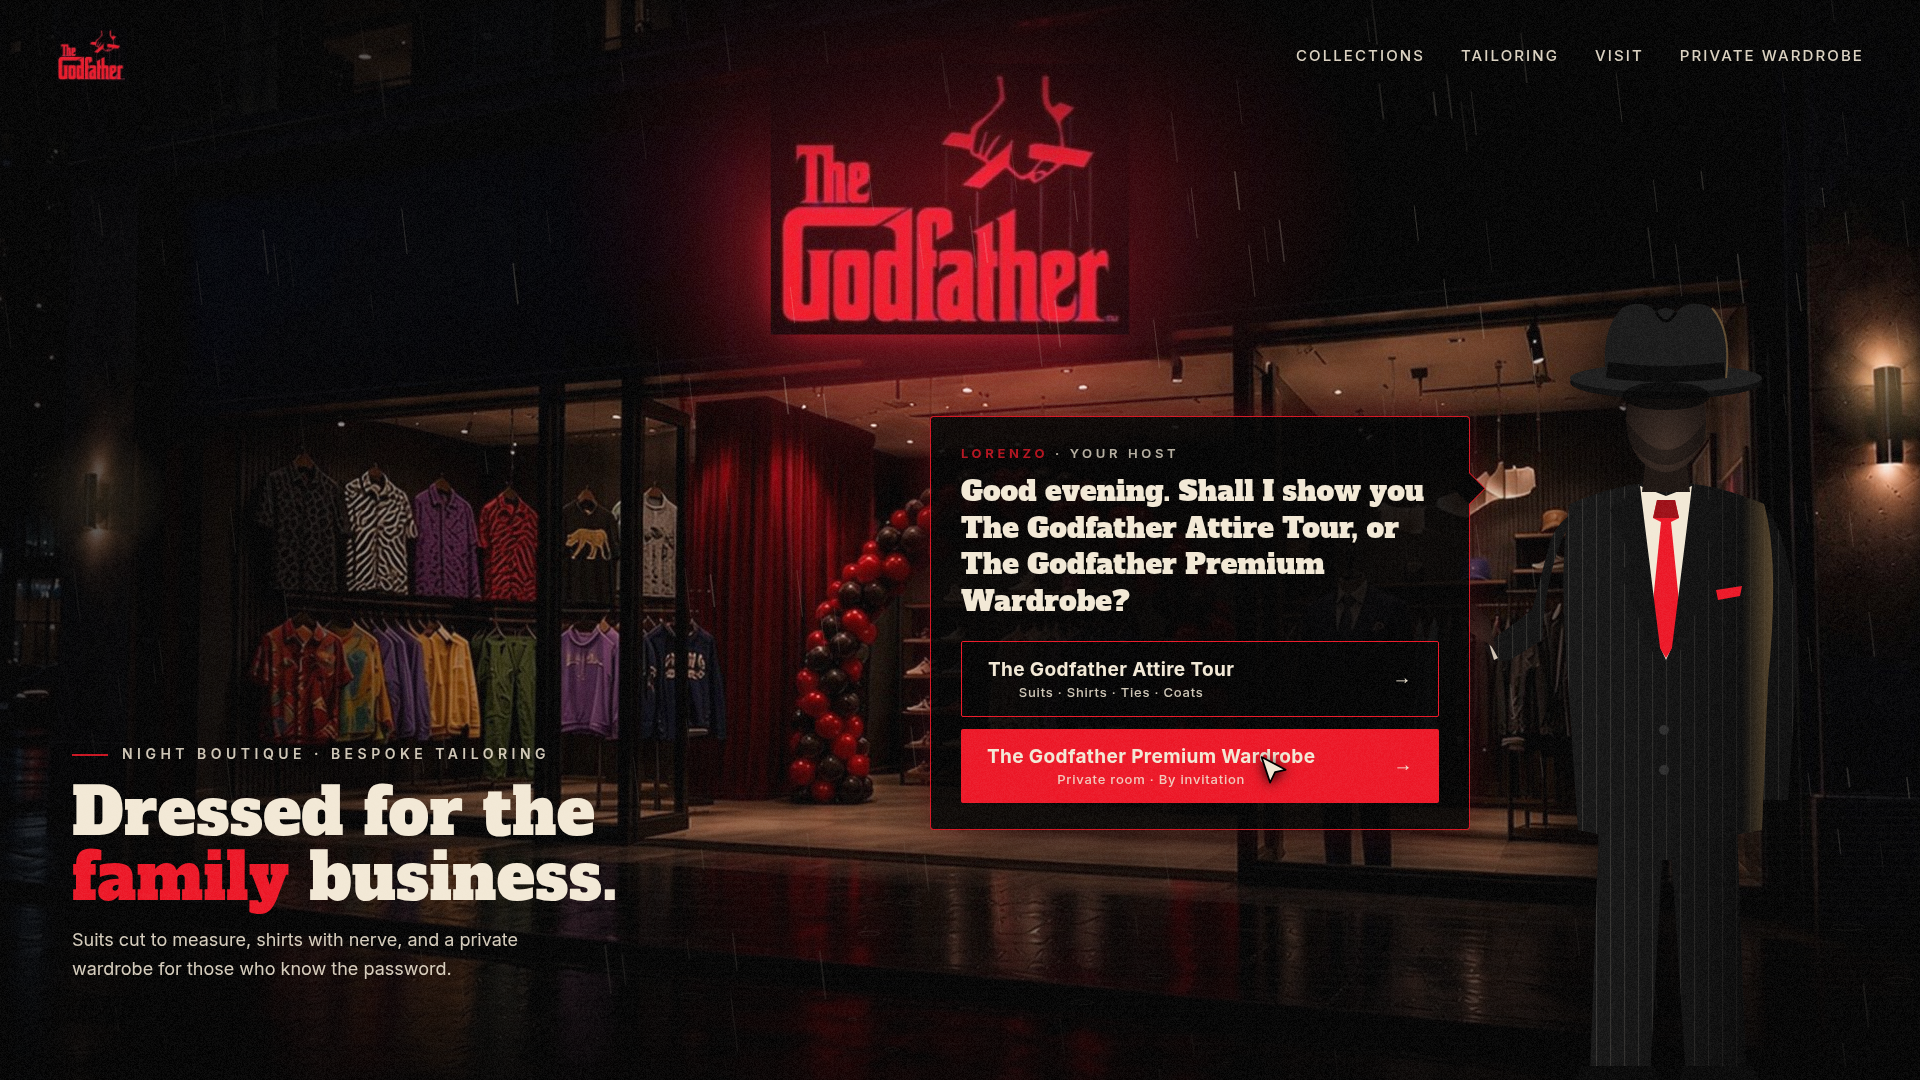 The
Godfather
COLLECTIONS TAILORING VISIT PRIVATE WARDROBE
The
Godfather
LORENZO · YOUR HOST
Good evening. Shall I show you
The Godfather Attire Tour, or
The Godfather Premium
Wardrobe?
The Godfather Attire Tour
Suits · Shirts · Ties · Coats
→
The Godfather Premium Wardrobe
Private room · By invitation
→
NIGHT BOUTIQUE · BESPOKE TAILORING
Dressed for the
family business.
Suits cut to measure, shirts with nerve, and a private
wardrobe for those who know the password.